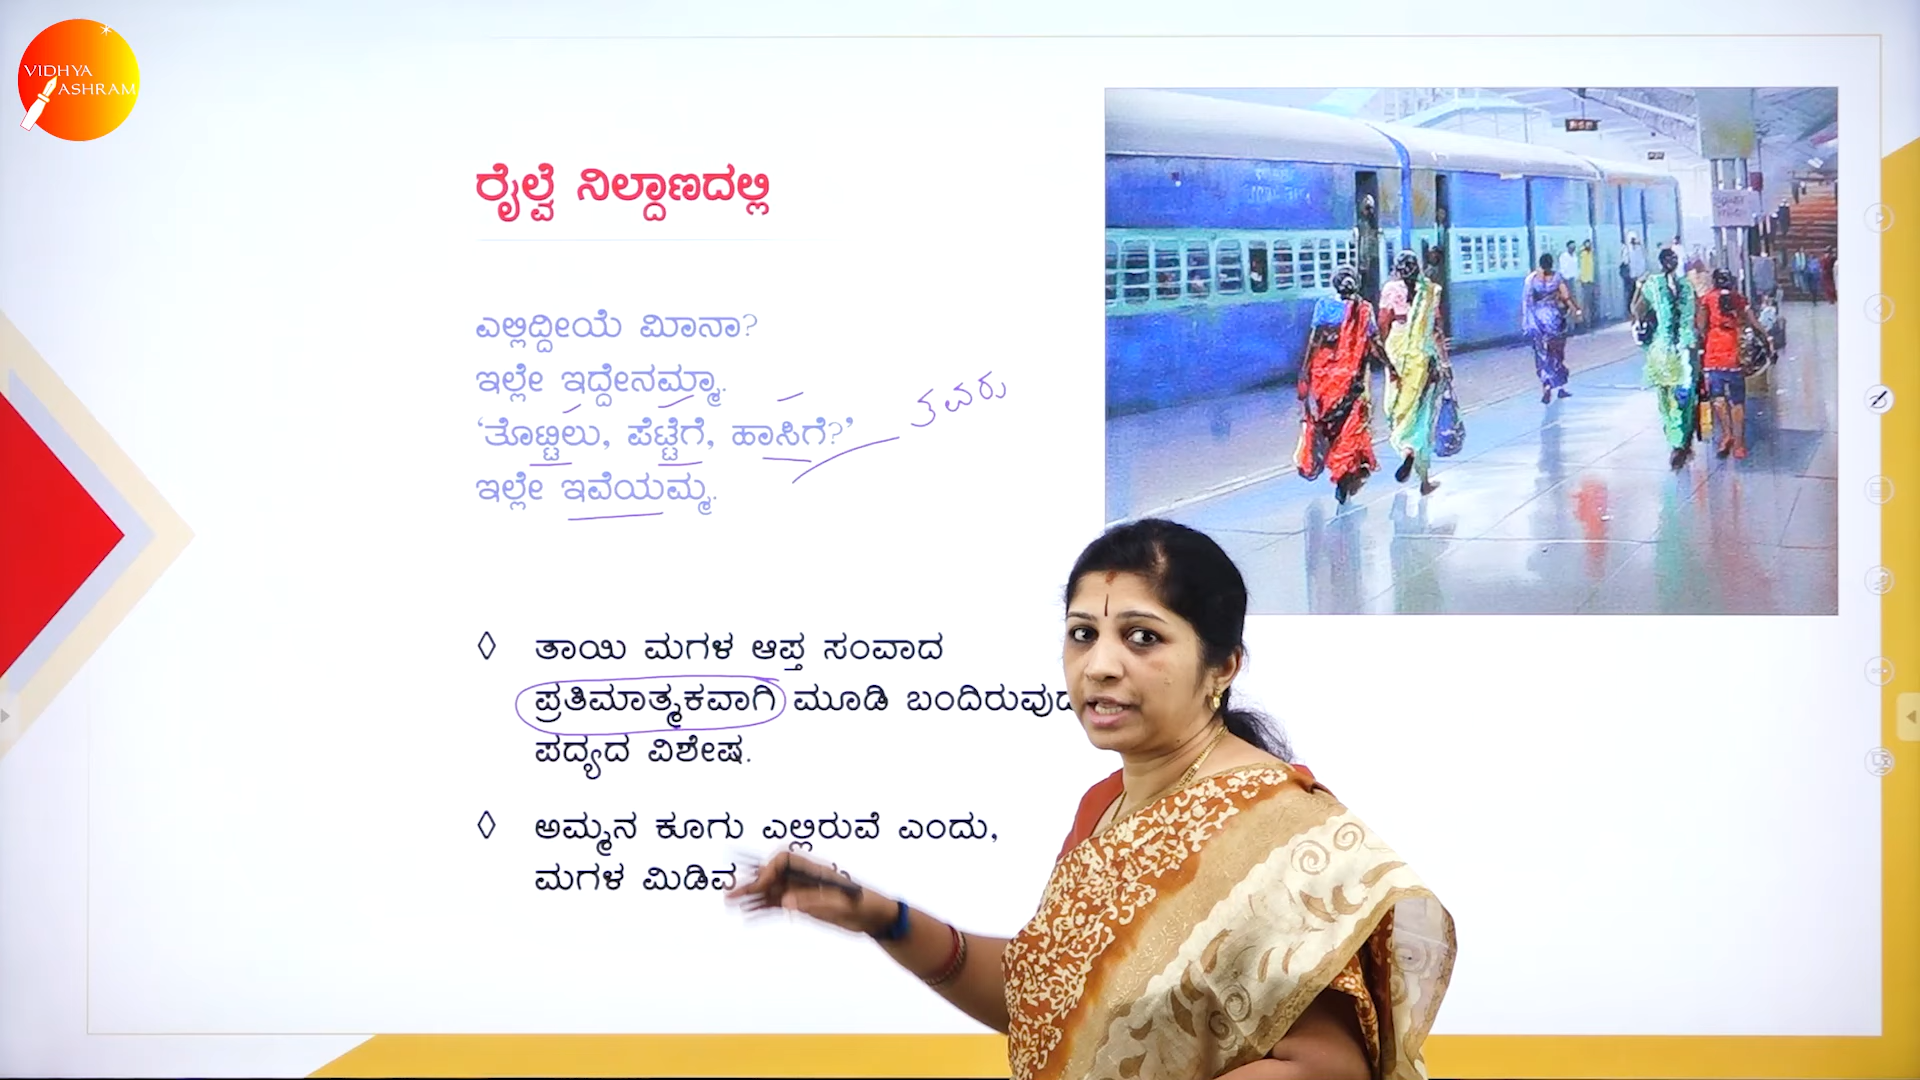 VIDHYA
ASHRAM
ರೈಲ್ವೆ ನಿಲ್ದಾಣದಲ್ಲಿ
ಎಲ್ಲಿದ್ದೀಯೆ ಮೀನಾ?
ಇಲ್ಲೇ ಇದ್ದೇನಮ್ಮಾ.
‘ತೊಟ್ಟಿಲು, ಪೆಟ್ಟಿಗೆ, ಹಾಸಿಗೆ?’
ತವರು
ಇಲ್ಲೇ ಇವೆಯಮ್ಮ.
◊ ತಾಯಿ ಮಗಳ ಆಪ್ತ ಸಂವಾದ
ಪ್ರತಿಮಾತ್ಮಕವಾಗಿ ಮೂಡಿ
ಪದ್ಯದ ವಿಶೇಷ.
◊ ಅಮ್ಮನ ಕೂಗು ಎಲ್ಲಿರುವೆ ಎಂದು,
ಮಗಳ ಮಿಡಿವ